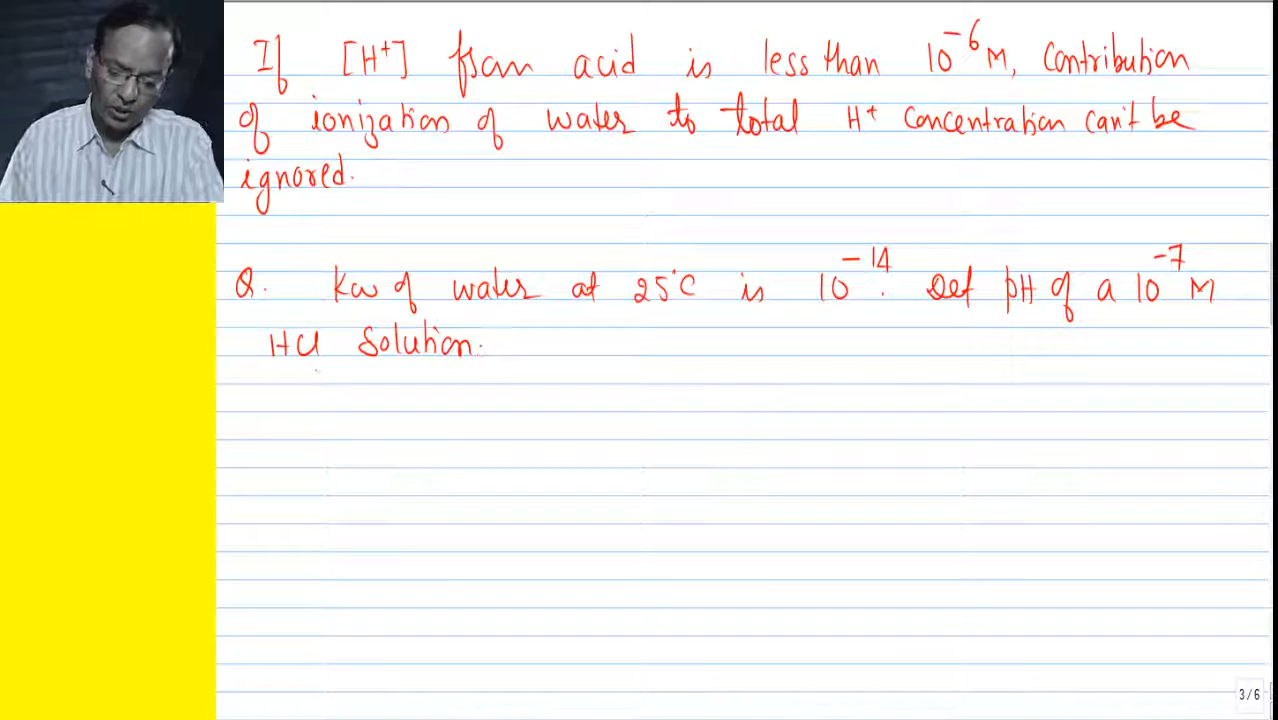 If [H⁺] from acid is less than 10⁻⁶ M, Contribution
of ionization of water to total H⁺ Concentration can't be
ignored.
Q. Kw of water at 25°C is 10⁻¹⁴. Det pH of a 10⁻⁷ M
HCl Solution.
3/6